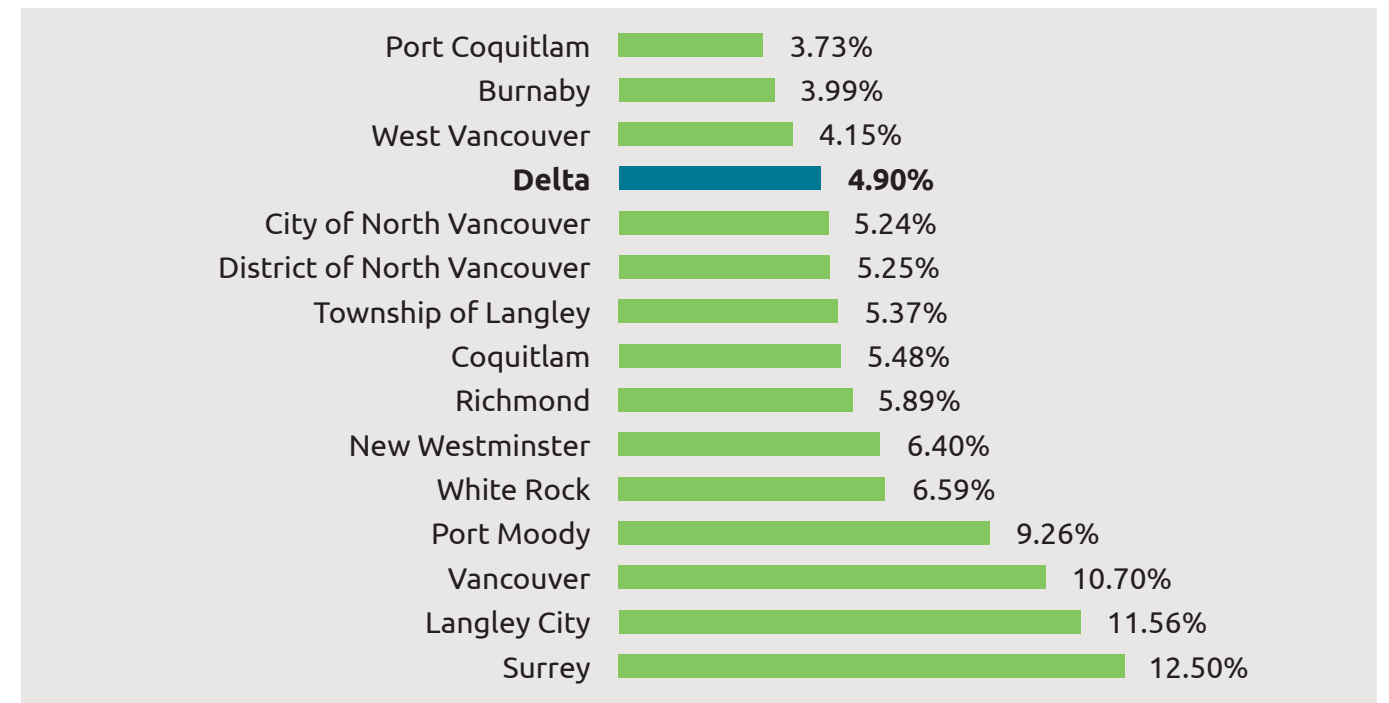 Port Coquitlam 3.73%
Burnaby 3.99%
West Vancouver 4.15%
Delta 4.90%
City of North Vancouver 5.24%
District of North Vancouver 5.25%
Township of Langley 5.37%
Coquitlam 5.48%
Richmond 5.89%
New Westminster 6.40%
White Rock 6.59%
Port Moody 9.26%
Vancouver 10.70%
Langley City 11.56%
Surrey 12.50%